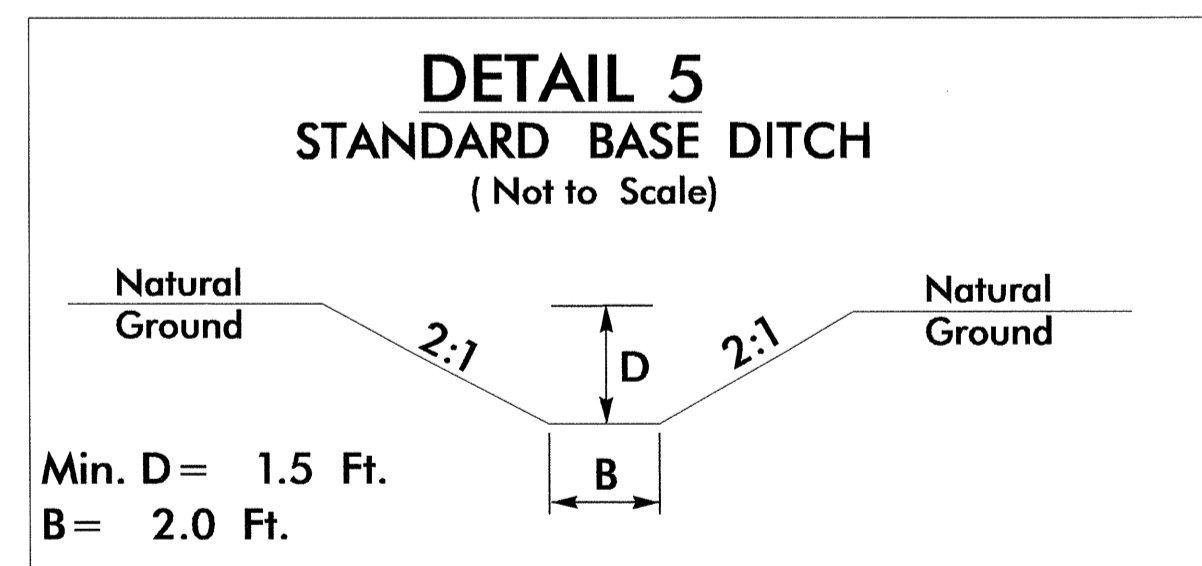 DETAIL 5
STANDARD BASE DITCH
( Not to Scale)
Natural
Ground
2:1
D
2:1
Natural
Ground
B
Min. D= 1.5 Ft.
B= 2.0 Ft.